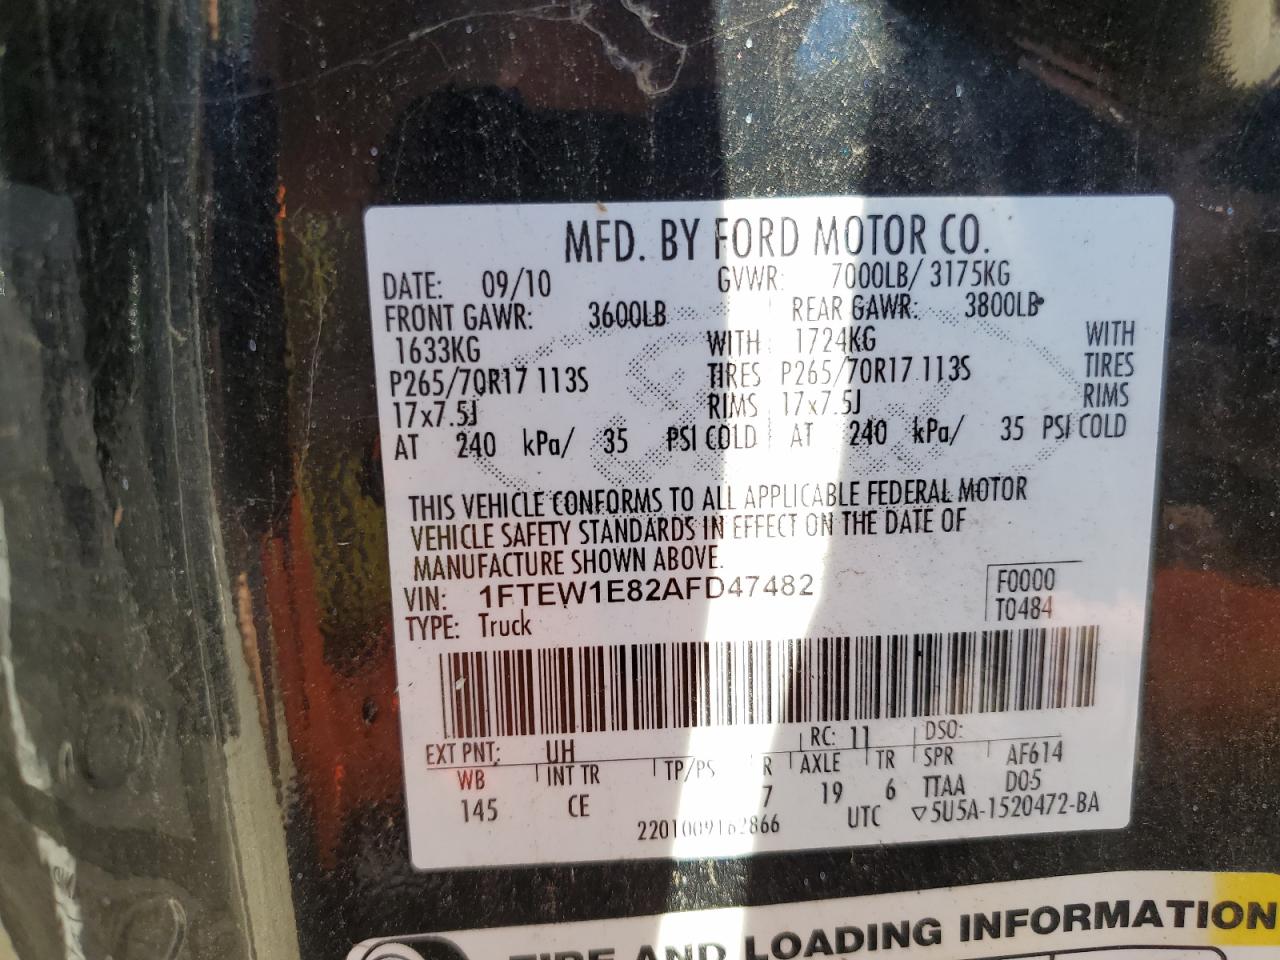 MFD. BY FORD MOTOR CO.
DATE: 09/10 GVWR: 7000LB/ 3175KG
FRONT GAWR: 3600LB REAR GAWR: 3800LB
1633KG WITH 1724KG WITH
P265/70R17 113S TIRES P265/70R17 113S TIRES
17x7.5J RIMS 17x7.5J RIMS
AT 240 kPa/ 35 PSI COLD AT 240 kPa/ 35 PSI COLD
THIS VEHICLE CONFORMS TO ALL APPLICABLE FEDERAL MOTOR
VEHICLE SAFETY STANDARDS IN EFFECT ON THE DATE OF
MANUFACTURE SHOWN ABOVE.
VIN: 1FTEW1E82AFD47482
F0000
T0484
TYPE: Truck
EXT PNT: UH RC: 11 DSO:
WB INT TR TP/PS R AXLE TR SPR AF614
145 CE 7 19 6 TTAA D05
UTC ▽5U5A-1520472-BA
TIRE AND LOADING INFORMATION